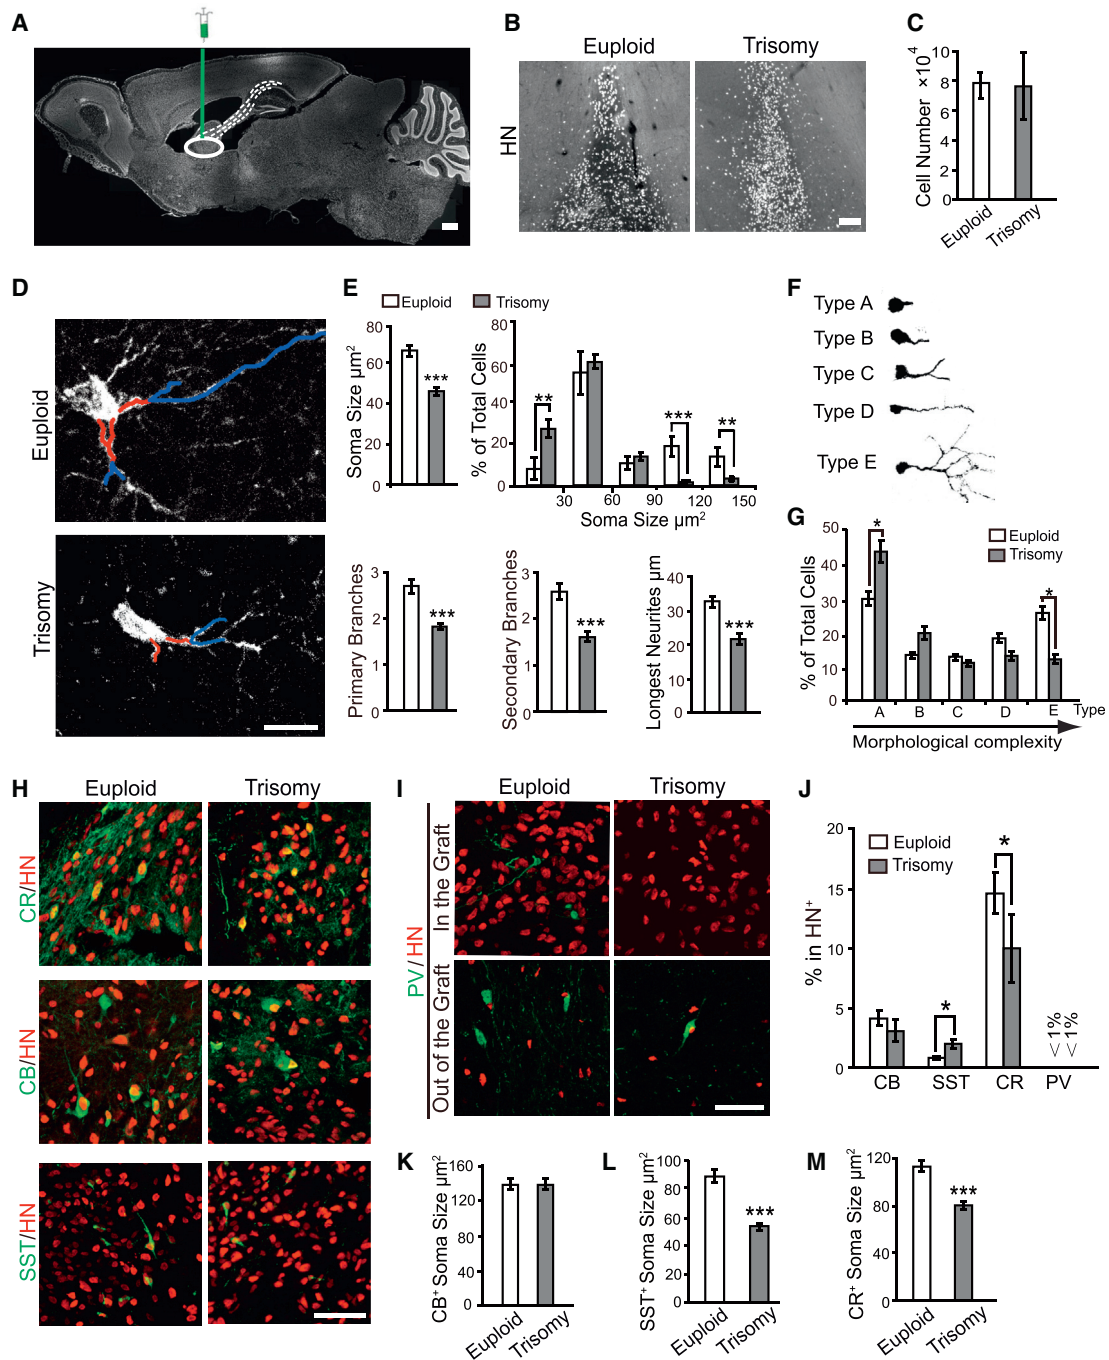 A
B
Euploid
Trisomy
HN
C
Cell Number ×10⁴
10
8
6
4
2
0
Euploid
Trisomy
D
Euploid
Trisomy
E
Euploid
Trisomy
Soma Size µm²
80
60
40
20
0
***
% of Total Cells
80
60
40
20
0
**
***
**
30
60
90
120
150
Soma Size µm²
Primary Branches
3
2
1
0
***
Secondary Branches
3
2
1
0
***
Longest Neurites µm
40
30
20
10
0
***
F
Type A
Type B
Type C
Type D
Type E
G
% of Total Cells
50
40
30
20
10
0
*
*
Euploid
Trisomy
A B C D E Type
Morphological complexity
H
Euploid
Trisomy
CR/HN
CB/HN
SST/HN
I
Euploid
Trisomy
PV/HN
In the Graft
Out of the Graft
J
% in HN⁺
20
15
10
5
0
Euploid
Trisomy
*
*
<1%
<1%
CB SST CR PV
K
CB⁺ Soma Size µm²
160
120
80
40
0
Euploid
Trisomy
L
SST⁺ Soma Size µm²
100
80
60
40
20
0
***
Euploid
Trisomy
M
CR⁺ Soma Size µm²
120
80
40
0
***
Euploid
Trisomy